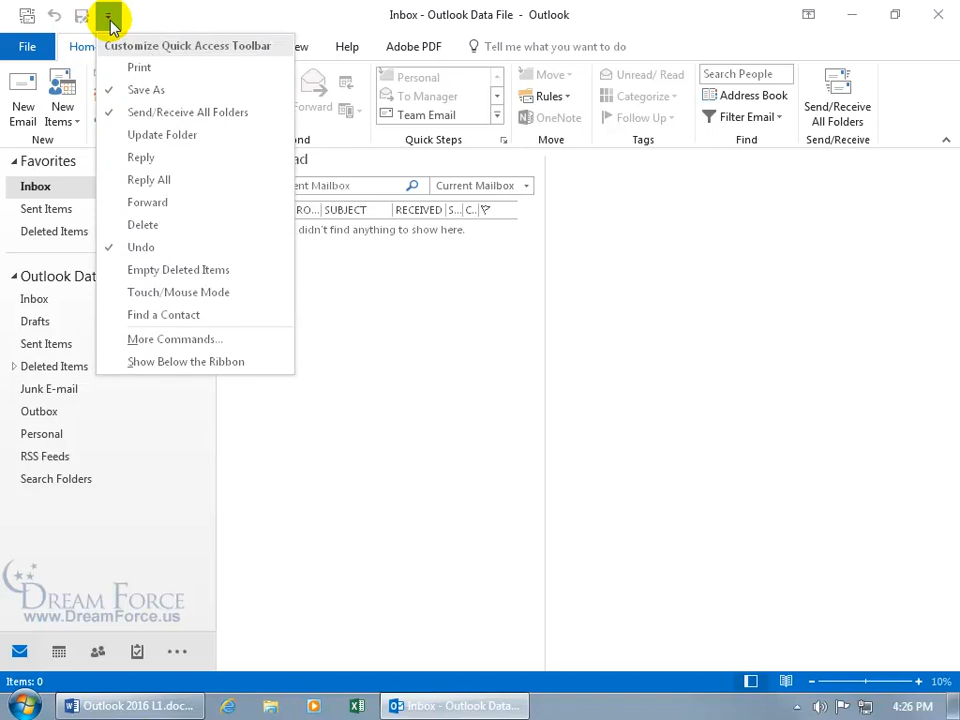 Inbox - Outlook Data File - Outlook
File
Hom
ew
Help
Adobe PDF
Tell me what you want to do
Customize Quick Access Toolbar
Print
Save As
Send/Receive All Folders
Update Folder
Reply
Reply All
Forward
Delete
Undo
Empty Deleted Items
Touch/Mouse Mode
Find a Contact
More Commands...
Show Below the Ribbon
New
Email
New
Items
New
orward
ond
Personal
To Manager
Team Email
Quick Steps
Move
Rules
OneNote
Move
Unread/ Read
Categorize
Follow Up
Tags
Search People
Address Book
Filter Email
Find
Send/Receive
All Folders
Send/Receive
Favorites
Inbox
Sent Items
Deleted Items
Outlook Dat
Inbox
Drafts
Sent Items
Deleted Items
Junk E-mail
Outbox
Personal
RSS Feeds
Search Folders
ad
ent Mailbox
Current Mailbox
RO...
SUBJECT
RECEIVED
S...
C..
didn't find anything to show here.
DREAM FORCE
www.DreamForce.us
Items: 0
10%
Outlook 2016 L1.doc...
Inbox - Outlook Data...
4:26 PM